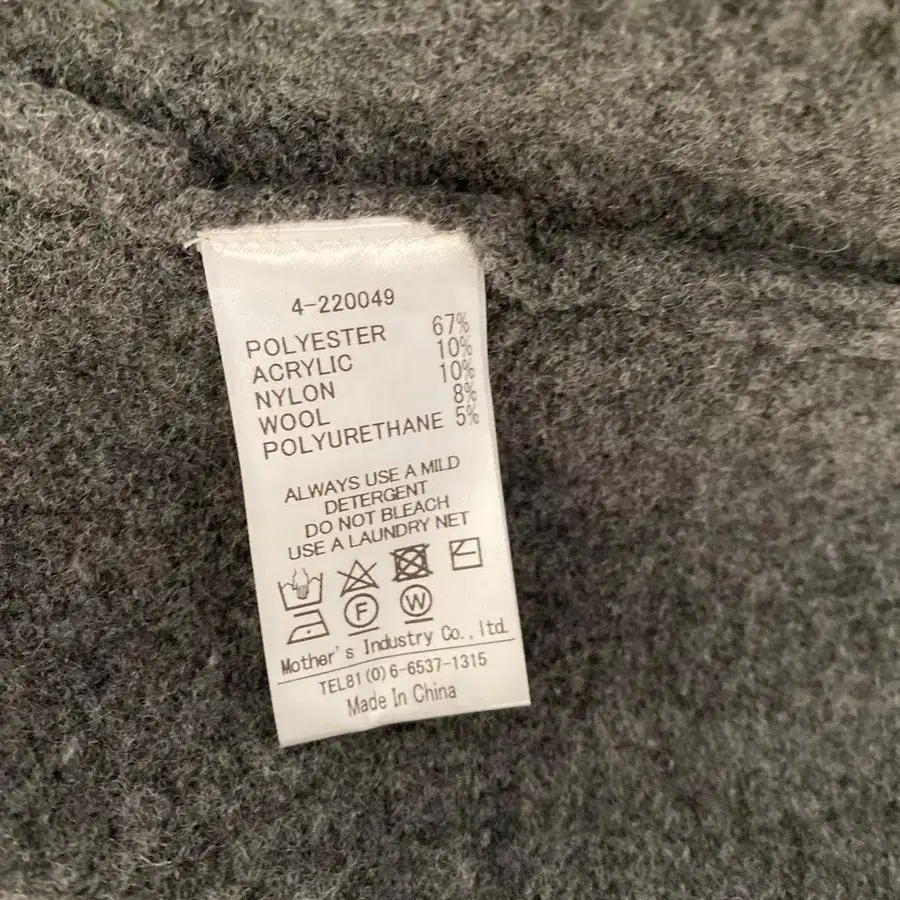 4-220049
POLYESTER 67%
ACRYLIC 10%
NYLON 10%
WOOL 8%
POLYURETHANE 5%
ALWAYS USE A MILD
DETERGENT
DO NOT BLEACH
USE A LAUNDRY NET
F W
Mother's Industry Co., ltd.
TEL81(0)6-6537-1315
Made In China